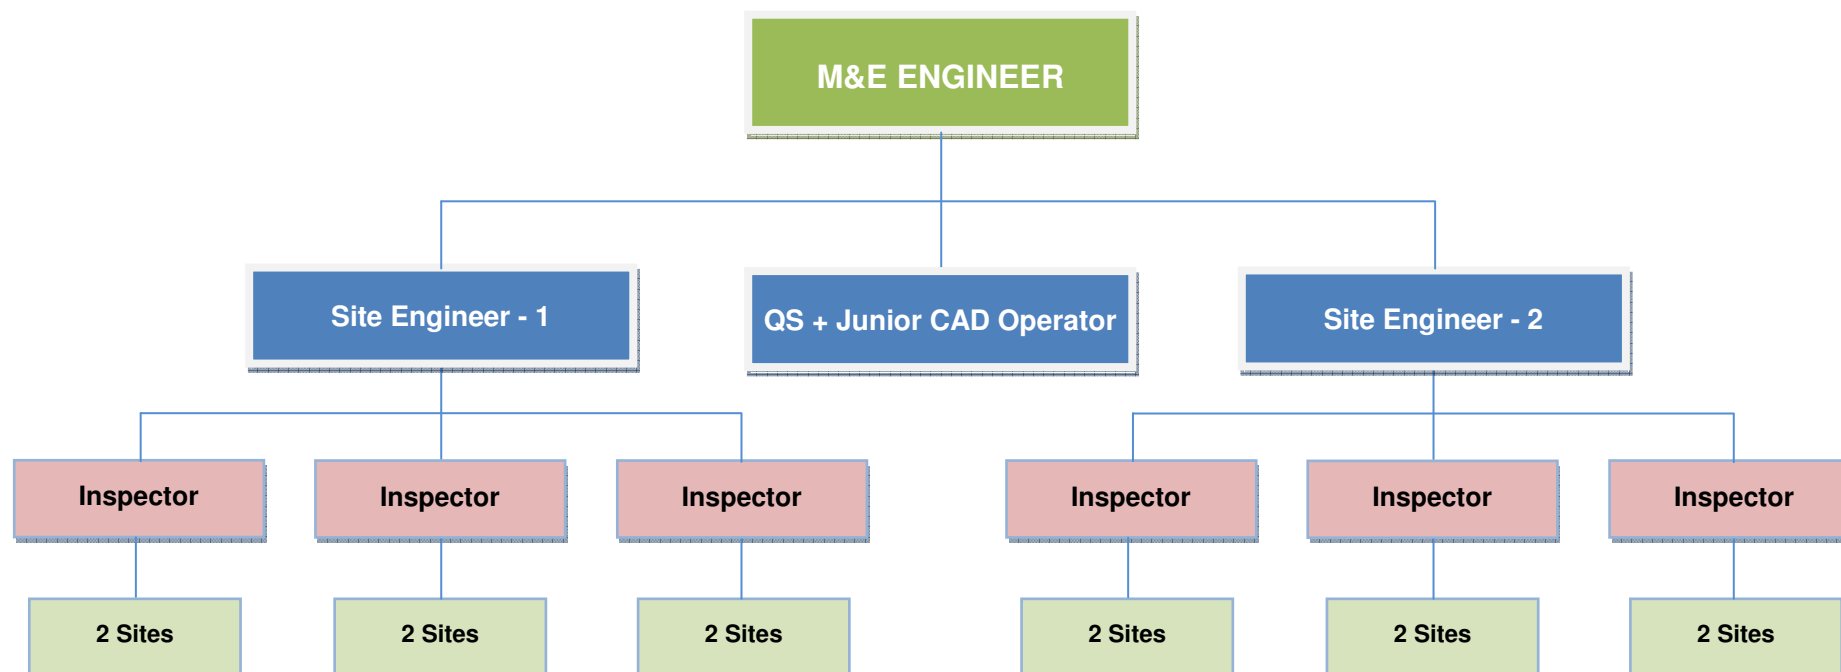 M&E ENGINEER
Site Engineer - 1
QS + Junior CAD Operator
Site Engineer - 2
Inspector
Inspector
Inspector
Inspector
Inspector
Inspector
2 Sites
2 Sites
2 Sites
2 Sites
2 Sites
2 Sites